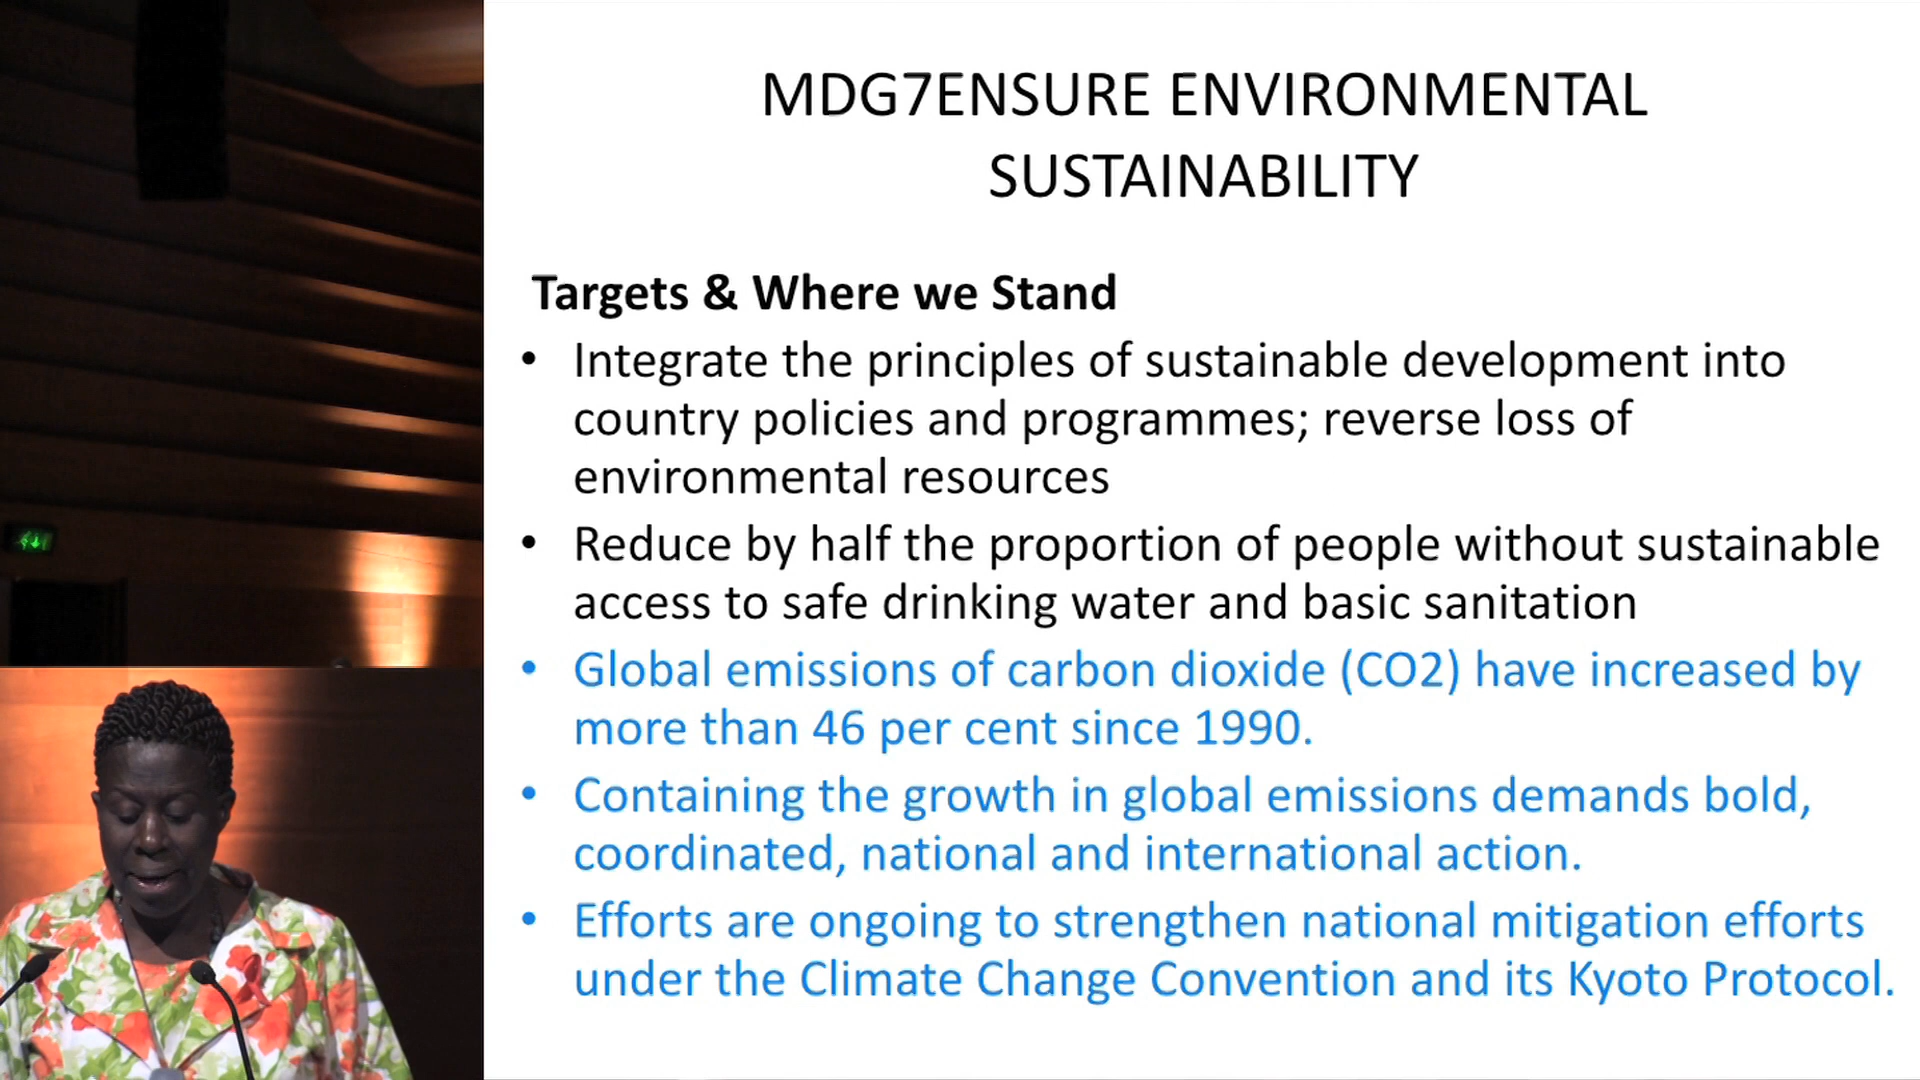 MDG7ENSURE ENVIRONMENTAL
SUSTAINABILITY
Targets & Where we Stand
• Integrate the principles of sustainable development into
country policies and programmes; reverse loss of
environmental resources
• Reduce by half the proportion of people without sustainable
access to safe drinking water and basic sanitation
• Global emissions of carbon dioxide (CO2) have increased by
more than 46 per cent since 1990.
• Containing the growth in global emissions demands bold,
coordinated, national and international action.
• Efforts are ongoing to strengthen national mitigation efforts
under the Climate Change Convention and its Kyoto Protocol.